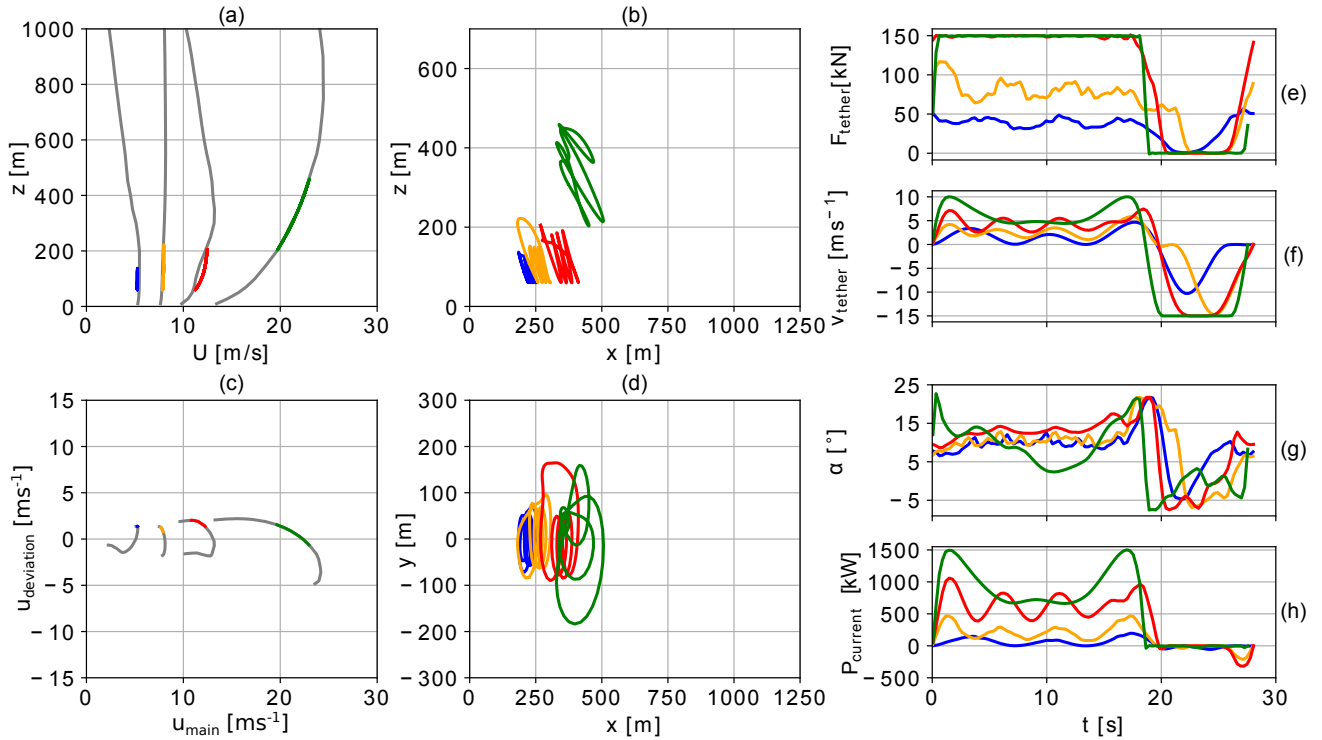 (a)
1000
800
600
400
200
0
z [m]
0 10 20 30
U [m/s]
(b)
600
400
200
0
z [m]
0 250 500 750 1000 1250
x [m]
(c)
15
10
5
0
−5
−10
−15
u_deviation [ms⁻¹]
0 10 20 30
u_main [ms⁻¹]
(d)
300
200
100
0
−100
−200
−300
y [m]
0 250 500 750 1000 1250
x [m]
150
100
50
0
F_tether [kN]
(e)
10
5
0
−5
−10
−15
v_tether [ms⁻¹]
(f)
25
15
5
−5
α [°]
(g)
1500
1000
500
0
−500
P_current [kW]
(h)
0 10 20 30
t [s]